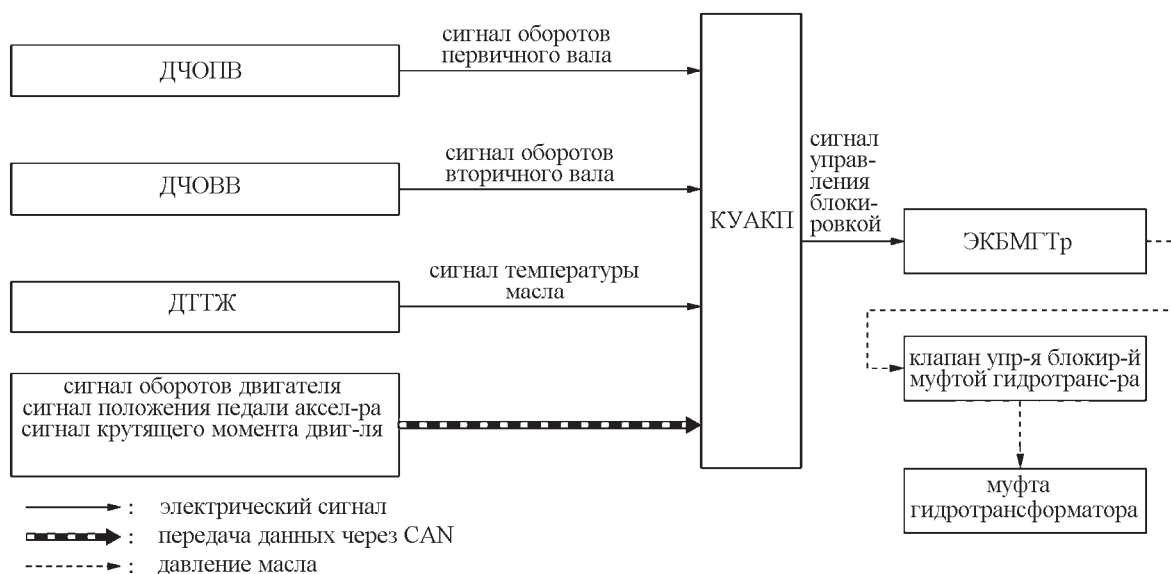 сигнал оборотов
первичного вала
ДЧОПВ
сигнал оборотов
вторичного вала
ДЧОВВ
сигнал температуры
масла
ДТТЖ
сигнал оборотов двигателя
сигнал положения педали аксел-ра
сигнал крутящего момента двиг-ля
КУАКП
сигнал
управ-
ления
блоки-
ровкой
ЭКБМГТр
клапан упр-я блокир-й
муфтой гидротранс-ра
муфта
гидротрансформатора
: электрический сигнал
: передача данных через CAN
: давление масла